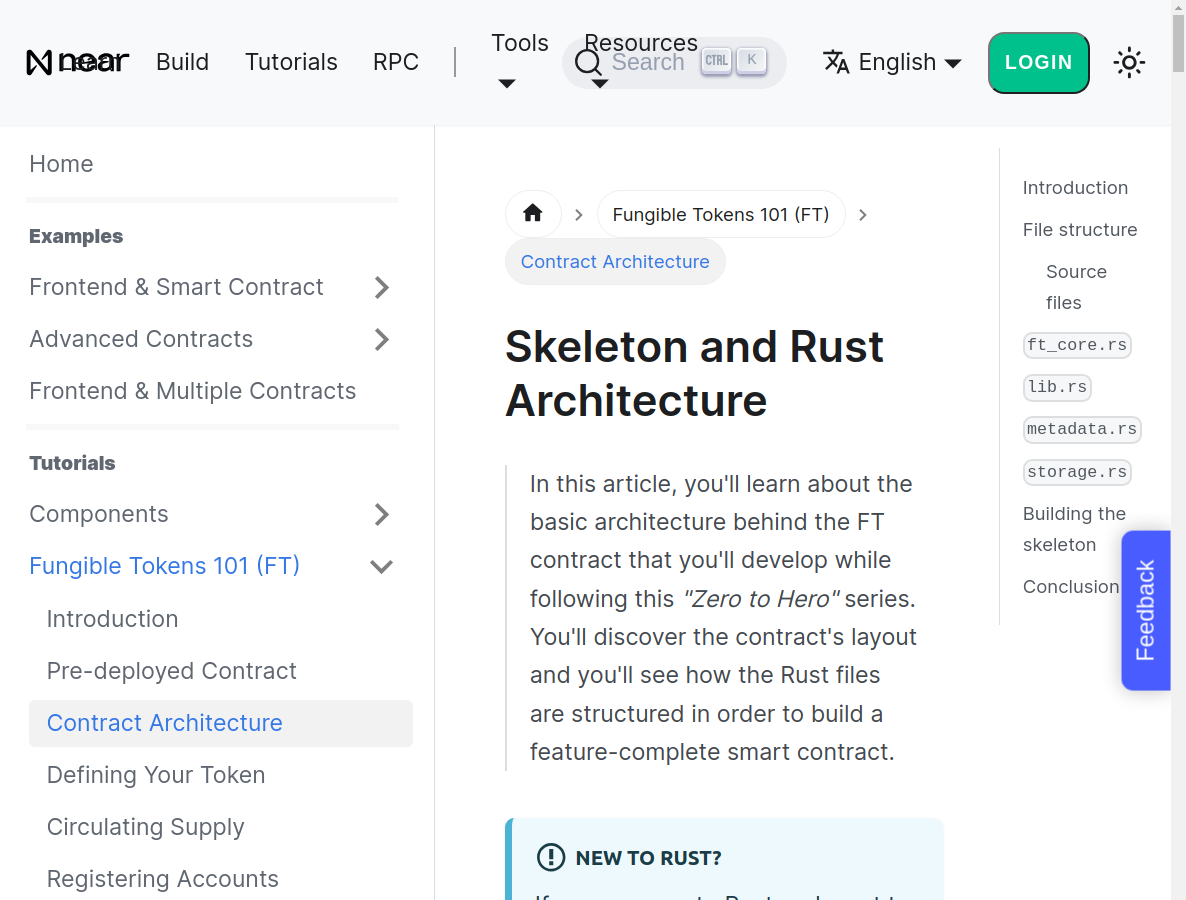 near
Learn
Build
Tutorials
RPC
Tools
Resources
Search
CTRL
K
English
LOGIN
Home
Examples
Frontend & Smart Contract
Advanced Contracts
Frontend & Multiple Contracts
Tutorials
Components
Fungible Tokens 101 (FT)
Introduction
Pre-deployed Contract
Contract Architecture
Defining Your Token
Circulating Supply
Registering Accounts
Fungible Tokens 101 (FT)
Contract Architecture
Skeleton and Rust
Architecture
In this article, you'll learn about the
basic architecture behind the FT
contract that you'll develop while
following this "Zero to Hero" series.
You'll discover the contract's layout
and you'll see how the Rust files
are structured in order to build a
feature-complete smart contract.
NEW TO RUST?
Introduction
File structure
Source
files
ft_core.rs
lib.rs
metadata.rs
storage.rs
Building the
skeleton
Conclusion
Feedback